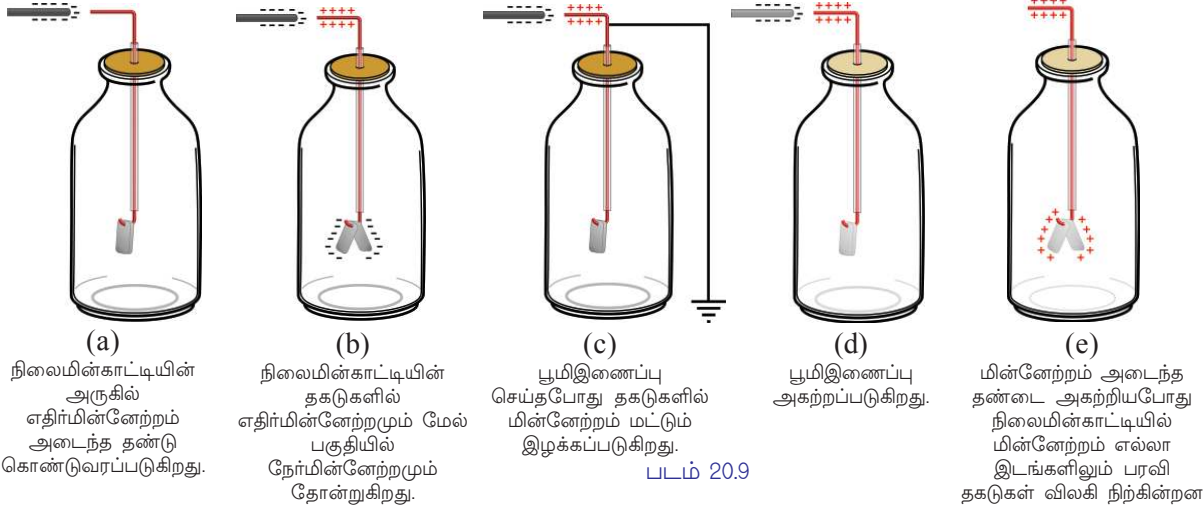 (a)
நிலைமின்காட்டியின்
அருகில்
எதிர்மின்னேற்றம்
அடைந்த தண்டு
கொண்டுவரப்படுகிறது.
(b)
நிலைமின்காட்டியின்
தகடுகளில்
எதிர்மின்னேற்றமும் மேல்
பகுதியில்
நேர்மின்னேற்றமும்
தோன்றுகிறது.
(c)
பூமிஇணைப்பு
செய்தபோது தகடுகளில்
மின்னேற்றம் மட்டும்
இழக்கப்படுகிறது.
(d)
பூமிஇணைப்பு
அகற்றப்படுகிறது.
(e)
மின்னேற்றம் அடைந்த
தண்டை அகற்றியபோது
நிலைமின்காட்டியில்
மின்னேற்றம் எல்லா
இடங்களிலும் பரவி
தகடுகள் விலகி நிற்கின்றன
படம் 20.9